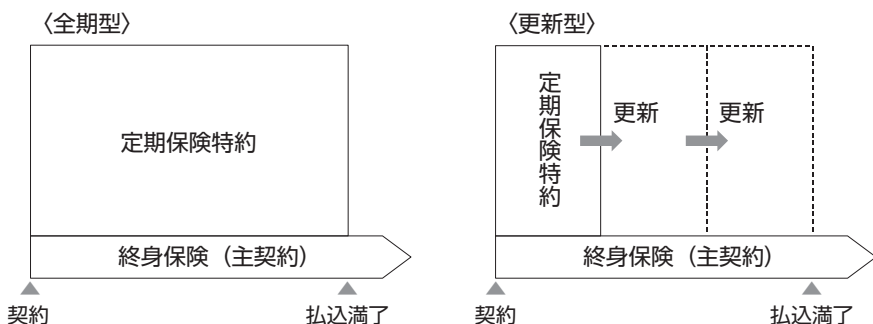 〈全期型〉
定期保険特約
終身保険（主契約）
契約
払込満了
〈更新型〉
定期保険特約
更新
更新
終身保険（主契約）
契約
払込満了